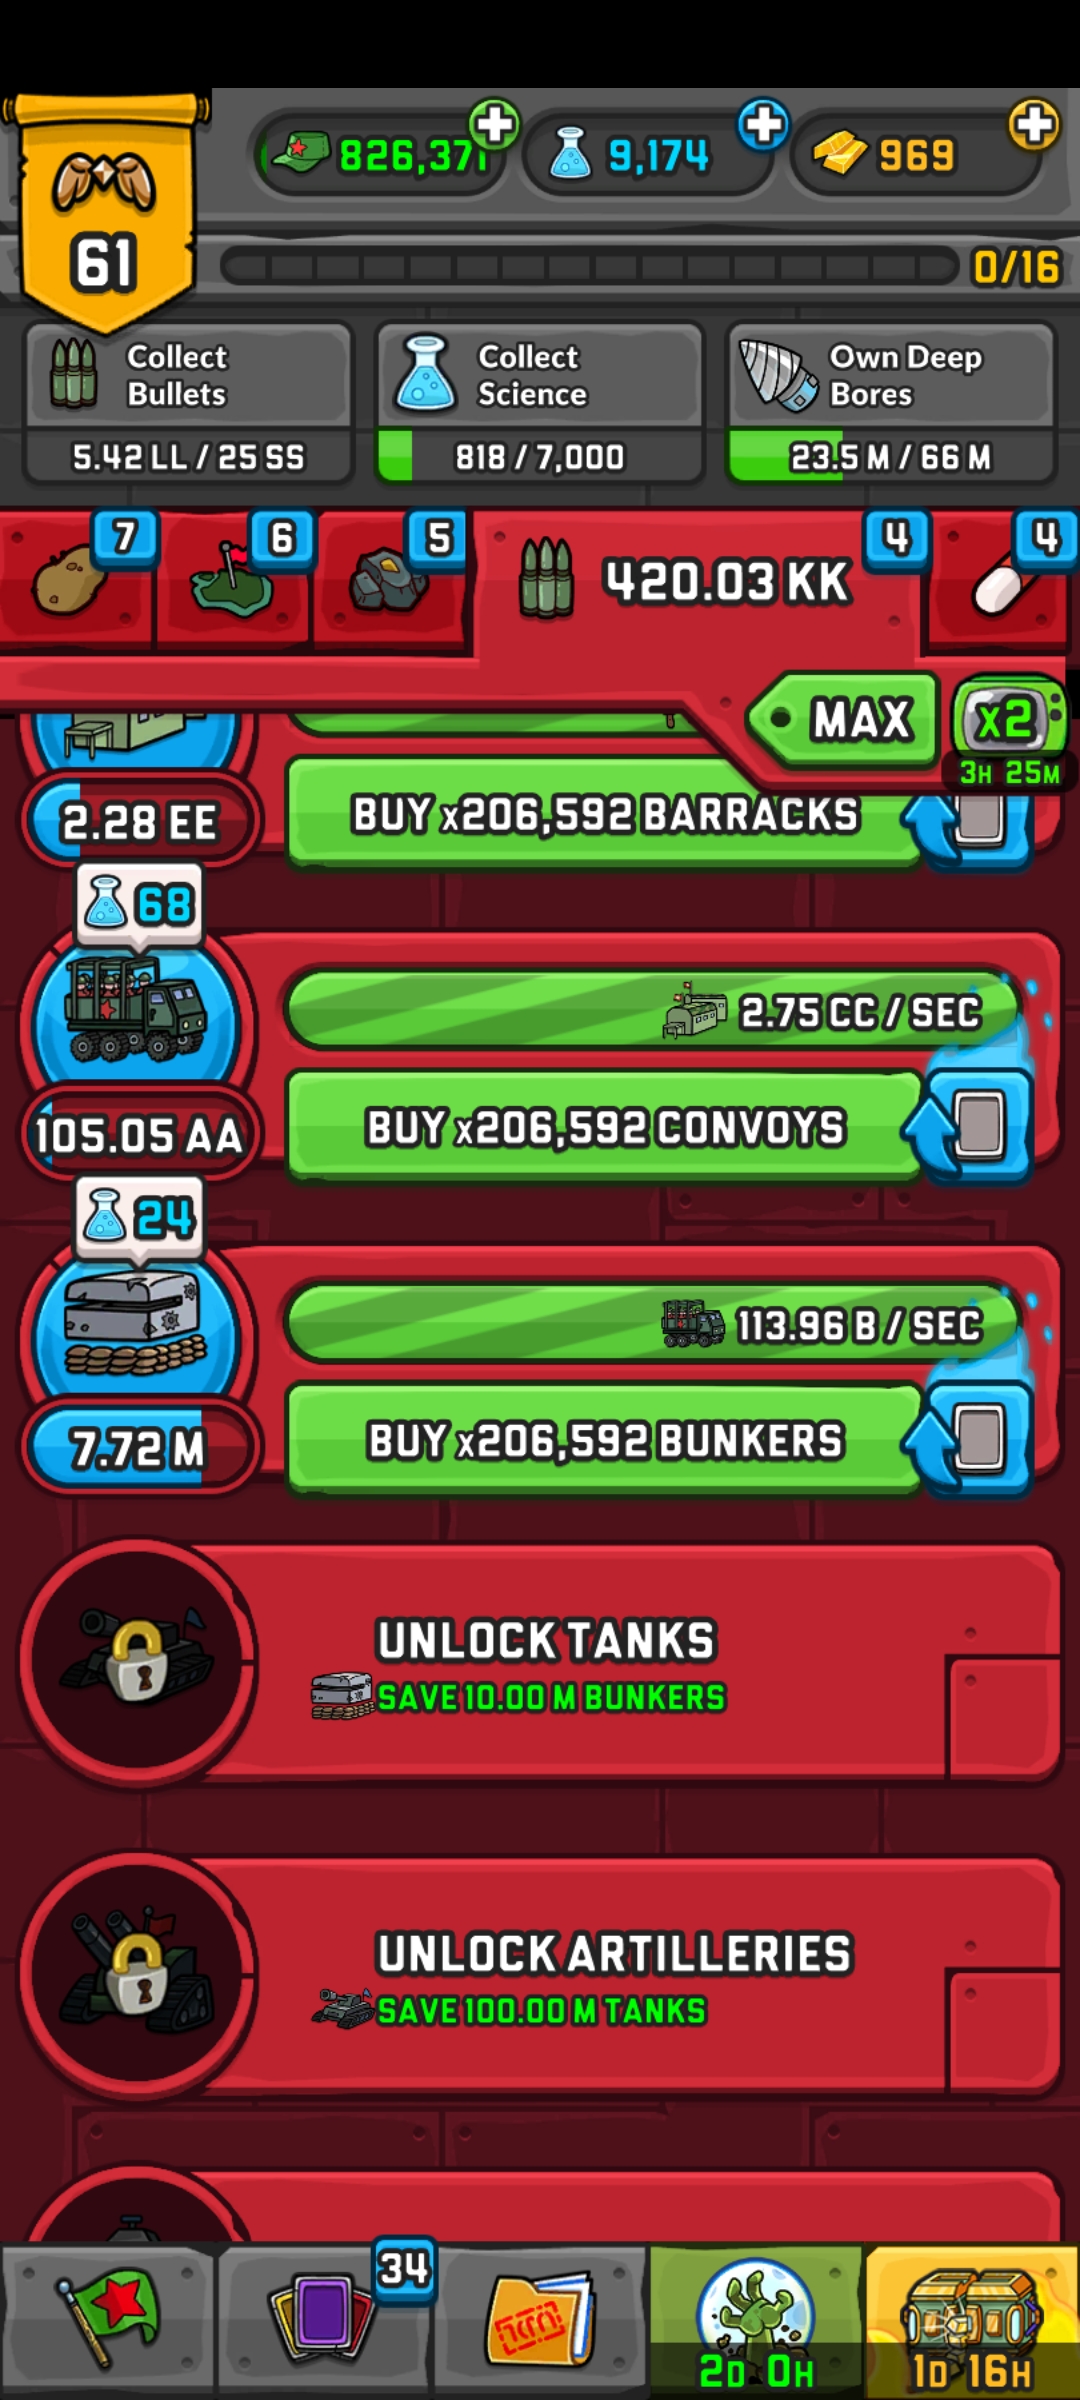 826,371
9,174
969
61
0/16
Collect
Bullets
Collect
Science
Own Deep
Bores
5.42 LL / 25 SS
818 / 7,000
23.5 M / 66 M
7
6
5
4
4
420.03 KK
MAX
x2
3H 25M
2.28 EE
BUY x206,592 BARRACKS
68
2.75 CC / SEC
105.05 AA
BUY x206,592 CONVOYS
24
113.96 B / SEC
7.72 M
BUY x206,592 BUNKERS
UNLOCK TANKS
SAVE 10.00 M BUNKERS
UNLOCK ARTILLERIES
SAVE 100.00 M TANKS
34
2D 0H
1D 16H